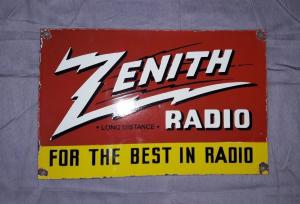 ZENITH
• LONG DISTANCE •
RADIO
FOR THE BEST IN RADIO